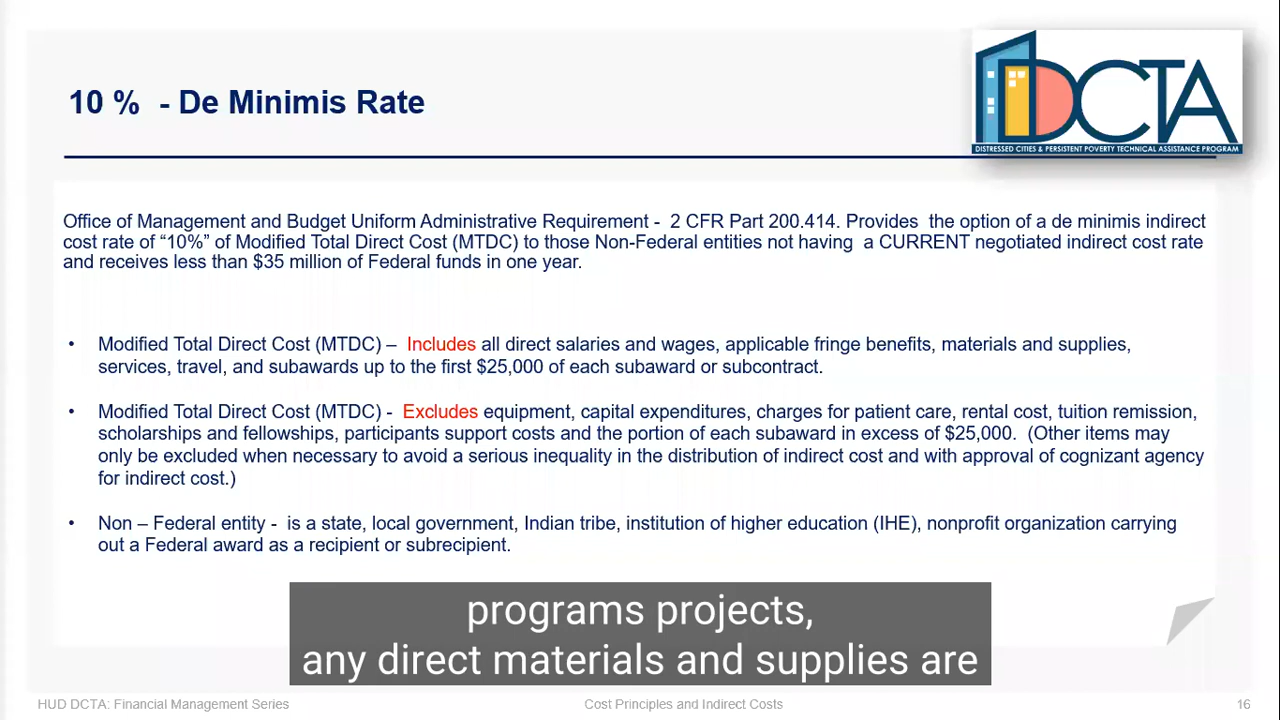 10 %  - De Minimis Rate
DCTA
DISTRESSED CITIES & PERSISTENT POVERTY TECHNICAL ASSISTANCE PROGRAM
Office of Management and Budget Uniform Administrative Requirement -  2 CFR Part 200.414. Provides  the option of a de minimis indirect
cost rate of “10%” of Modified Total Direct Cost (MTDC) to those Non-Federal entities not having  a CURRENT negotiated indirect cost rate
and receives less than $35 million of Federal funds in one year.
• Modified Total Direct Cost (MTDC) –  Includes all direct salaries and wages, applicable fringe benefits, materials and supplies,
services, travel, and subawards up to the first $25,000 of each subaward or subcontract.
• Modified Total Direct Cost (MTDC) -  Excludes equipment, capital expenditures, charges for patient care, rental cost, tuition remission,
scholarships and fellowships, participants support costs and the portion of each subaward in excess of $25,000.  (Other items may
only be excluded when necessary to avoid a serious inequality in the distribution of indirect cost and with approval of cognizant agency
for indirect cost.)
• Non – Federal entity -  is a state, local government, Indian tribe, institution of higher education (IHE), nonprofit organization carrying
out a Federal award as a recipient or subrecipient.
programs projects,
any direct materials and supplies are
HUD DCTA: Financial Management Series
Cost Principles and Indirect Costs
16